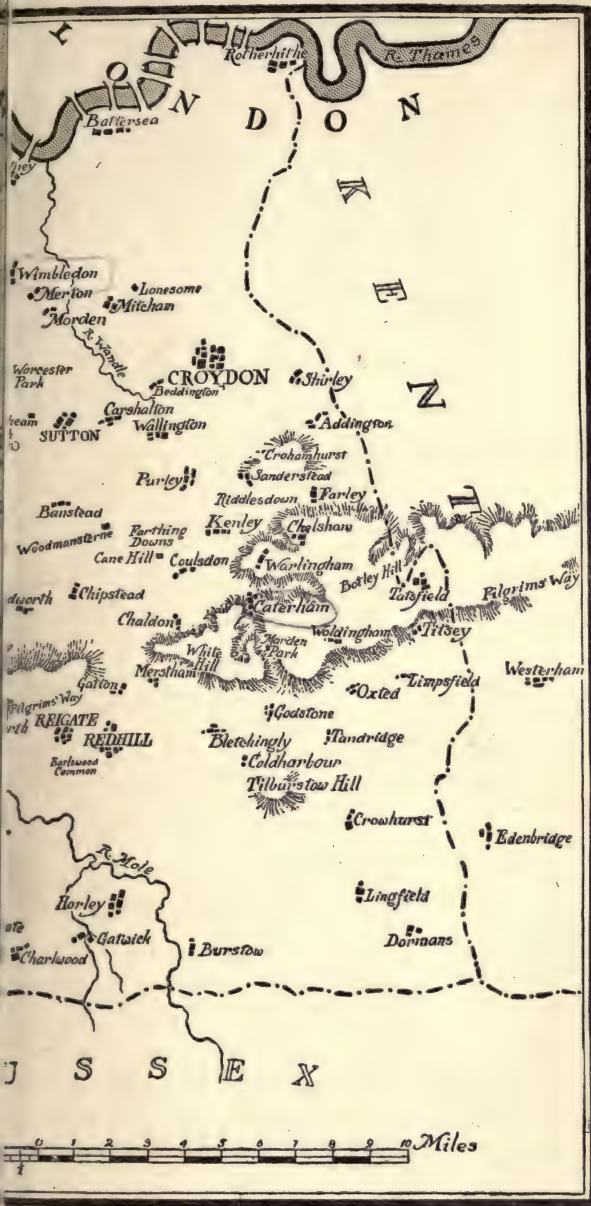 LONDON
Rotherhithe
R. Thames
Battersea
KENT
Wimbledon
Merton
Lonesome
Mitcham
Morden
R. Wandle
Worcester
Park
CROYDON
Beddington
Shirley
Carshalton
SUTTON
Wallington
Addington
Crohamhurst
Purley
Sanderstead
Riddlesdown
Farley
Banstead
Woodmansterne
Farthing
Downs
Kenley
Chelsham
Cane Hill
Coulsdon
Warlingham
Botley Hill
Tatsfield
Pilgrims Way
Chipstead
Caterham
Chaldon
Woldingham
Titsey
White
Hill
Marden
Park
Gatton
Merstham
Oxted
Limpsfield
Westerham
Pilgrims' Way
Godstone
REIGATE
REDHILL
Bletchingly
Tandridge
Earlswood
Common
Coldharbour
Tilburstow Hill
Crowhurst
Edenbridge
R. Mole
Horley
Lingfield
Gatwick
Charlwood
Burstow
Dormans
USSEX
0 1 2 3 4 5 6 7 8 9 10 Miles